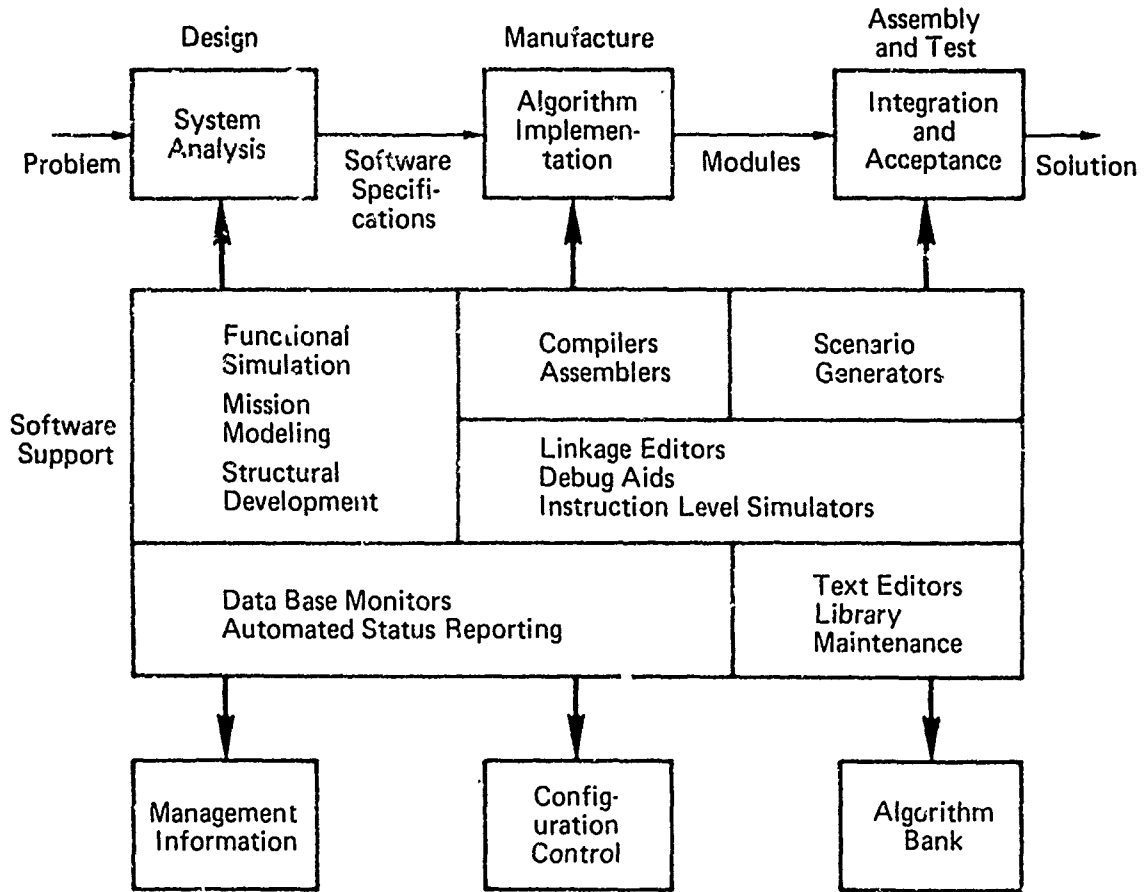 Design
Manufacture
Assembly
and Test
System
Analysis
Algorithm
Implemen-
tation
Integration
and
Acceptance
Problem
Software
Specifi-
cations
Modules
Solution
Functional
Simulation
Mission
Modeling
Structural
Development
Compilers
Assemblers
Scenario
Generators
Software
Support
Linkage Editors
Debug Aids
Instruction Level Simulators
Data Base Monitors
Automated Status Reporting
Text Editors
Library
Maintenance
Management
Information
Config-
uration
Control
Algorithm
Bank